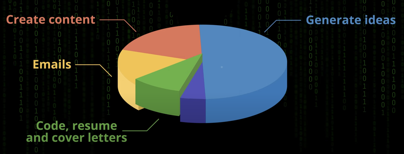 Create content
Generate ideas
Emails
Code, resume
and cover letters